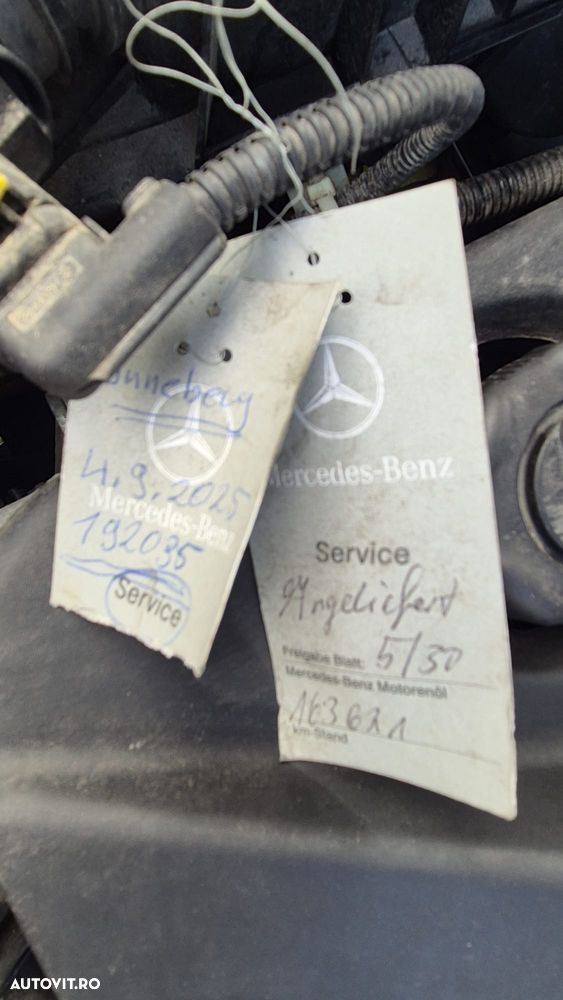 onneberg
4.9.2025
Mercedes-Benz
192035
Service
Mercedes-Benz
Service
Angeliefert
Freigabe Blatt: 5/30
Mercedes-Benz Motorenöl
163621
km-Stand
AUTOVIT.RO